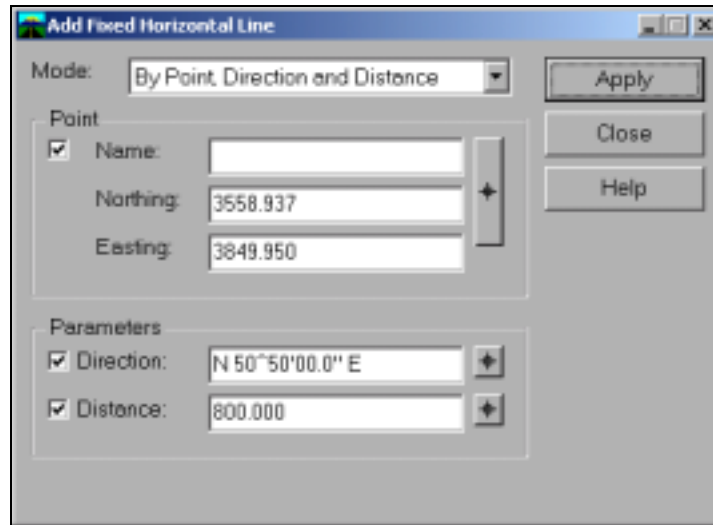 Add Fixed Horizontal Line
Mode: By Point, Direction and Distance
Apply
Close
Help
Point
Name:
Northing: 3558.937
Easting: 3849.950
Parameters
Direction: N 50^50'00.0" E
Distance: 800.000